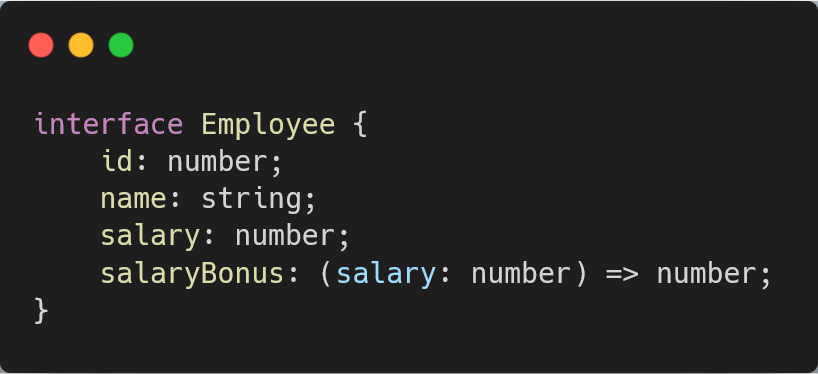 interface Employee {
    id: number;
    name: string;
    salary: number;
    salaryBonus: (salary: number) => number;
}